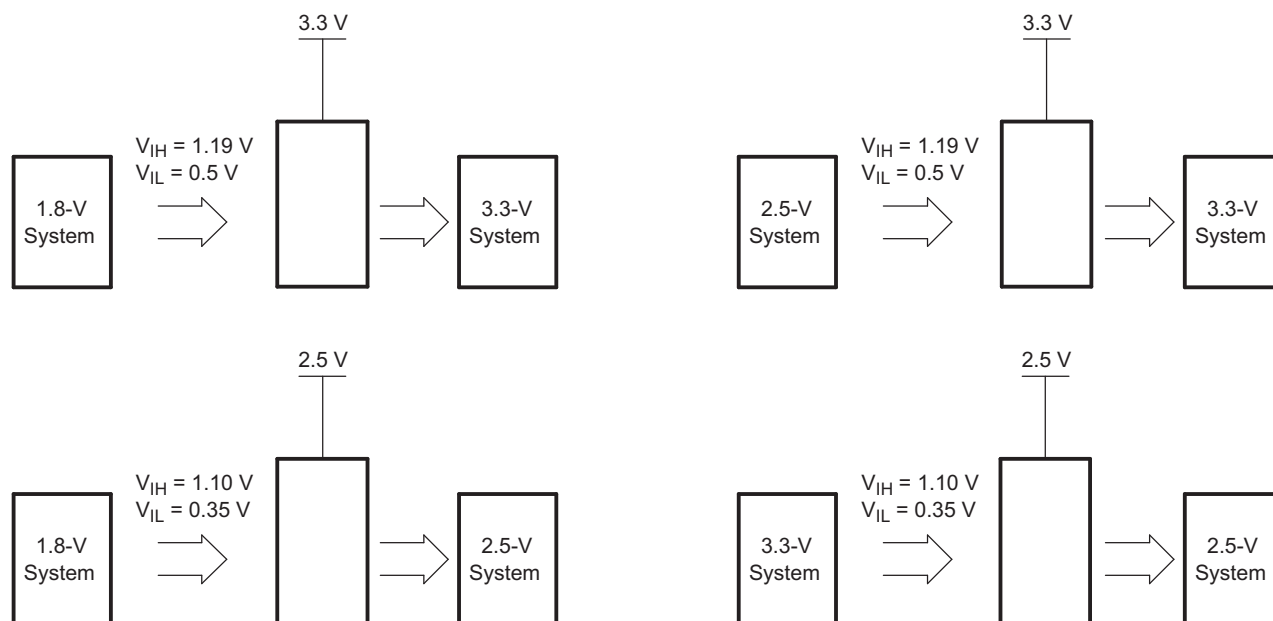 3.3 V
V_IH = 1.19 V
V_IL = 0.5 V
1.8-V
System
3.3-V
System
3.3 V
V_IH = 1.19 V
V_IL = 0.5 V
2.5-V
System
3.3-V
System
2.5 V
V_IH = 1.10 V
V_IL = 0.35 V
1.8-V
System
2.5-V
System
2.5 V
V_IH = 1.10 V
V_IL = 0.35 V
3.3-V
System
2.5-V
System